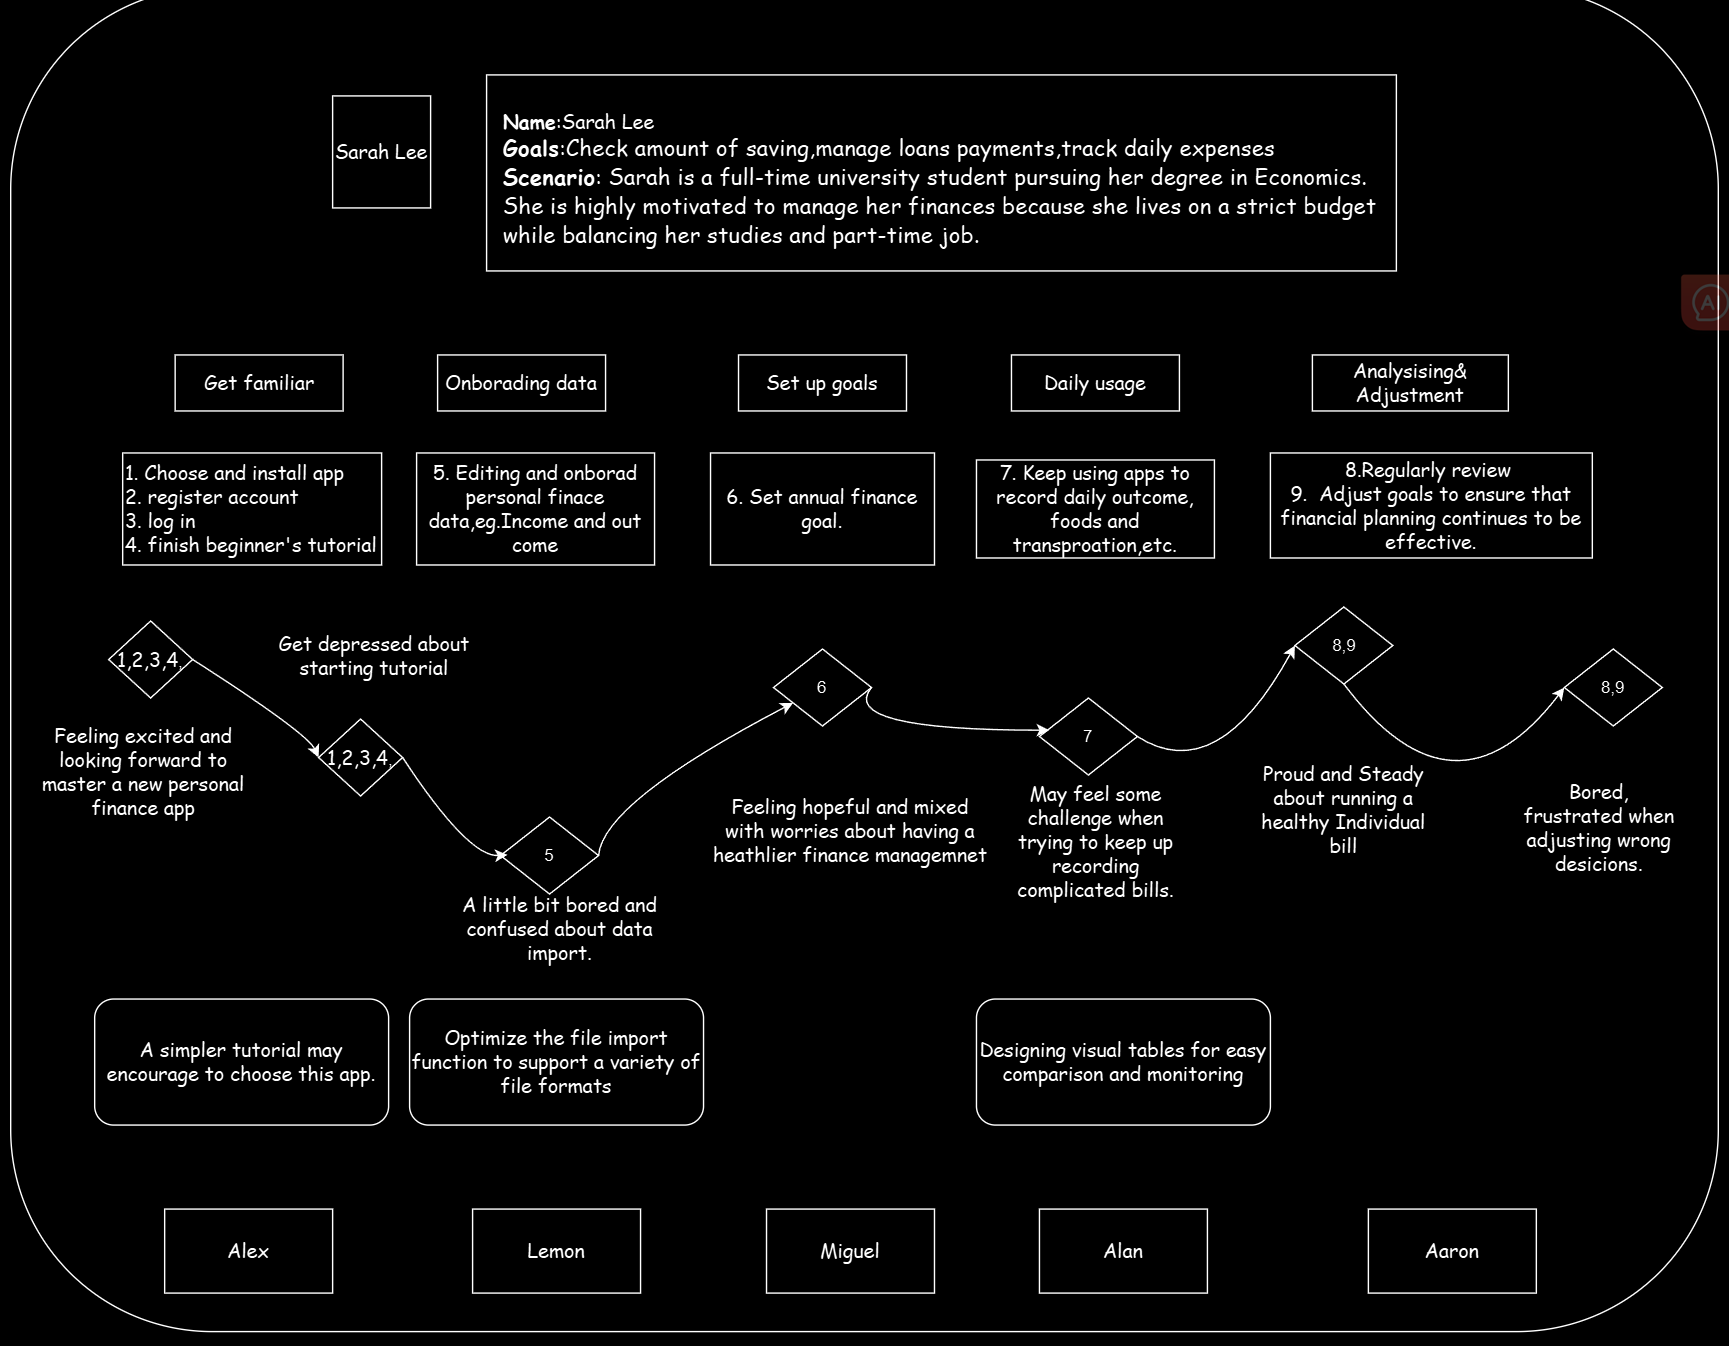 Sarah Lee
Name:Sarah Lee
Goals:Check amount of saving,manage loans payments,track daily expenses
Scenario: Sarah is a full-time university student pursuing her degree in Economics.
She is highly motivated to manage her finances because she lives on a strict budget
while balancing her studies and part-time job.
AI
Get familiar
Onborading data
Set up goals
Daily usage
Analysising&
Adjustment
1. Choose and install app
2. register account
3. log in
4. finish beginner's tutorial
5. Editing and onborad
personal finace
data,eg.Income and out
come
6. Set annual finance
goal.
7. Keep using apps to
record daily outcome,
foods and
transproation,etc.
8.Regularly review
9. Adjust goals to ensure that
financial planning continues to be
effective.
1,2,3,4,
Get depressed about
starting tutorial
Feeling excited and
looking forward to
master a new personal
finance app
1,2,3,4,
5
A little bit bored and
confused about data
import.
6
Feeling hopeful and mixed
with worries about having a
heathlier finance managemnet
7
May feel some
challenge when
trying to keep up
recording
complicated bills.
8,9
Proud and Steady
about running a
healthy Individual
bill
8,9
Bored,
frustrated when
adjusting wrong
desicions.
A simpler tutorial may
encourage to choose this app.
Optimize the file import
function to support a variety of
file formats
Designing visual tables for easy
comparison and monitoring
Alex
Lemon
Miguel
Alan
Aaron